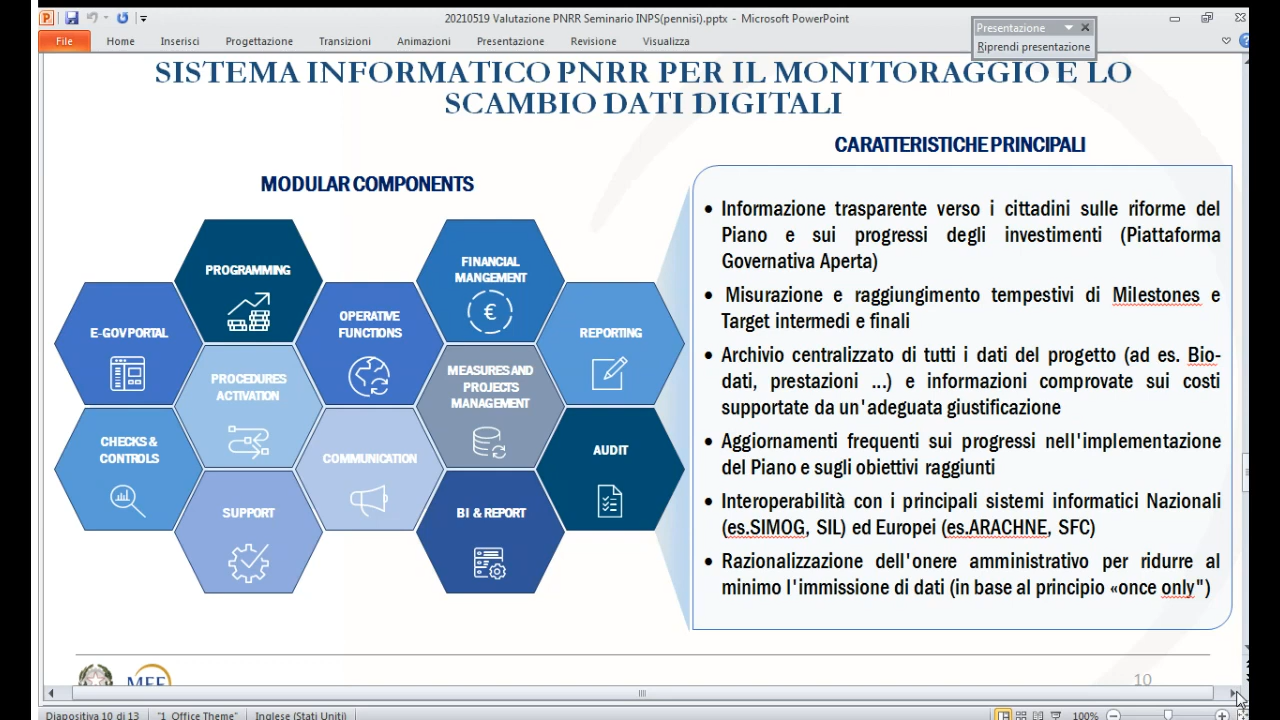 20210519 Valutazione PNRR Seminario INPS(pennisi).pptx - Microsoft PowerPoint
Presentazione
Riprendi presentazione
File Home Inserisci Progettazione Transizioni Animazioni Presentazione Revisione Visualizza
SISTEMA INFORMATICO PNRR PER IL MONITORAGGIO E LO
SCAMBIO DATI DIGITALI
MODULAR COMPONENTS
PROGRAMMING
FINANCIAL
MANGEMENT
E-GOV PORTAL
OPERATIVE
FUNCTIONS
REPORTING
PROCEDURES
ACTIVATION
MEASURES AND
PROJECTS
MANAGEMENT
CHECKS &
CONTROLS
COMMUNICATION
AUDIT
SUPPORT
BI & REPORT
CARATTERISTICHE PRINCIPALI
• Informazione trasparente verso i cittadini sulle riforme del
Piano e sui progressi degli investimenti (Piattaforma
Governativa Aperta)
• Misurazione e raggiungimento tempestivi di Milestones e
Target intermedi e finali
• Archivio centralizzato di tutti i dati del progetto (ad es. Bio-
dati, prestazioni ...) e informazioni comprovate sui costi
supportate da un'adeguata giustificazione
• Aggiornamenti frequenti sui progressi nell'implementazione
del Piano e sugli obiettivi raggiunti
• Interoperabilità con i principali sistemi informatici Nazionali
(es.SIMOG, SIL) ed Europei (es.ARACHNE, SFC)
• Razionalizzazione dell'onere amministrativo per ridurre al
minimo l'immissione di dati (in base al principio «once only")
MEF
10
Diapositiva 10 di 13 "1_Office Theme" Inglese (Stati Uniti) 100%